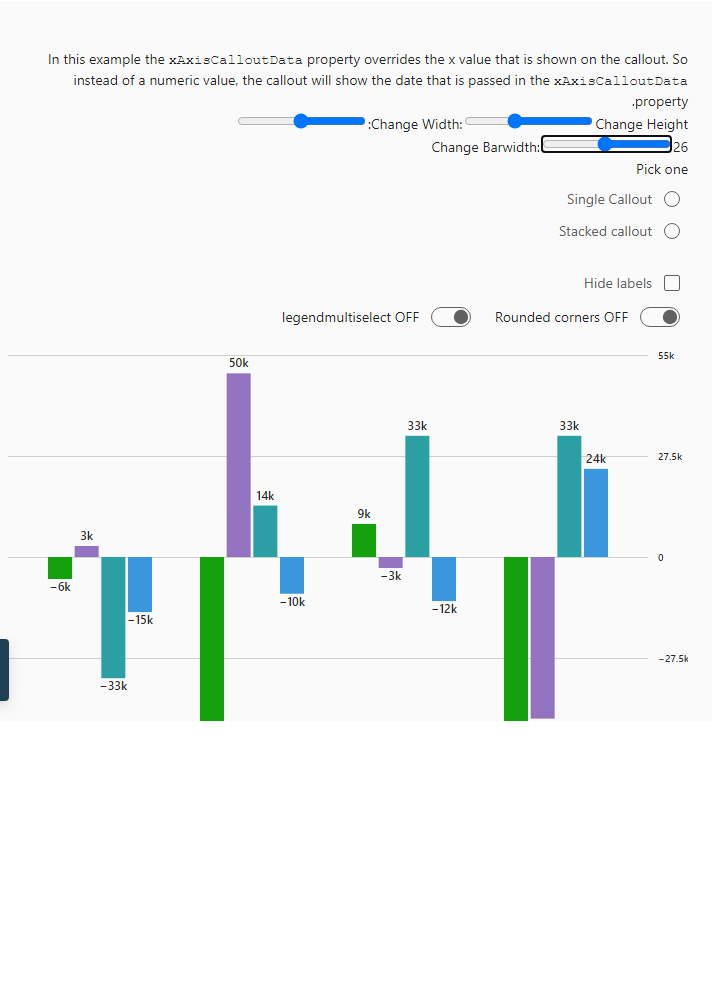 In this example the xAxisCalloutData property overrides the x value that is shown on the callout. So
instead of a numeric value, the callout will show the date that is passed in the xAxisCalloutData
.property
:Change Width: Change Height
Change Barwidth: 26
Pick one
Single Callout
Stacked callout
Hide labels
legendmultiselect OFF Rounded corners OFF
55k
50k
33k
33k
27.5k
24k
14k
9k
3k
0
−3k
−6k
−10k
−12k
−15k
−27.5k
−33k